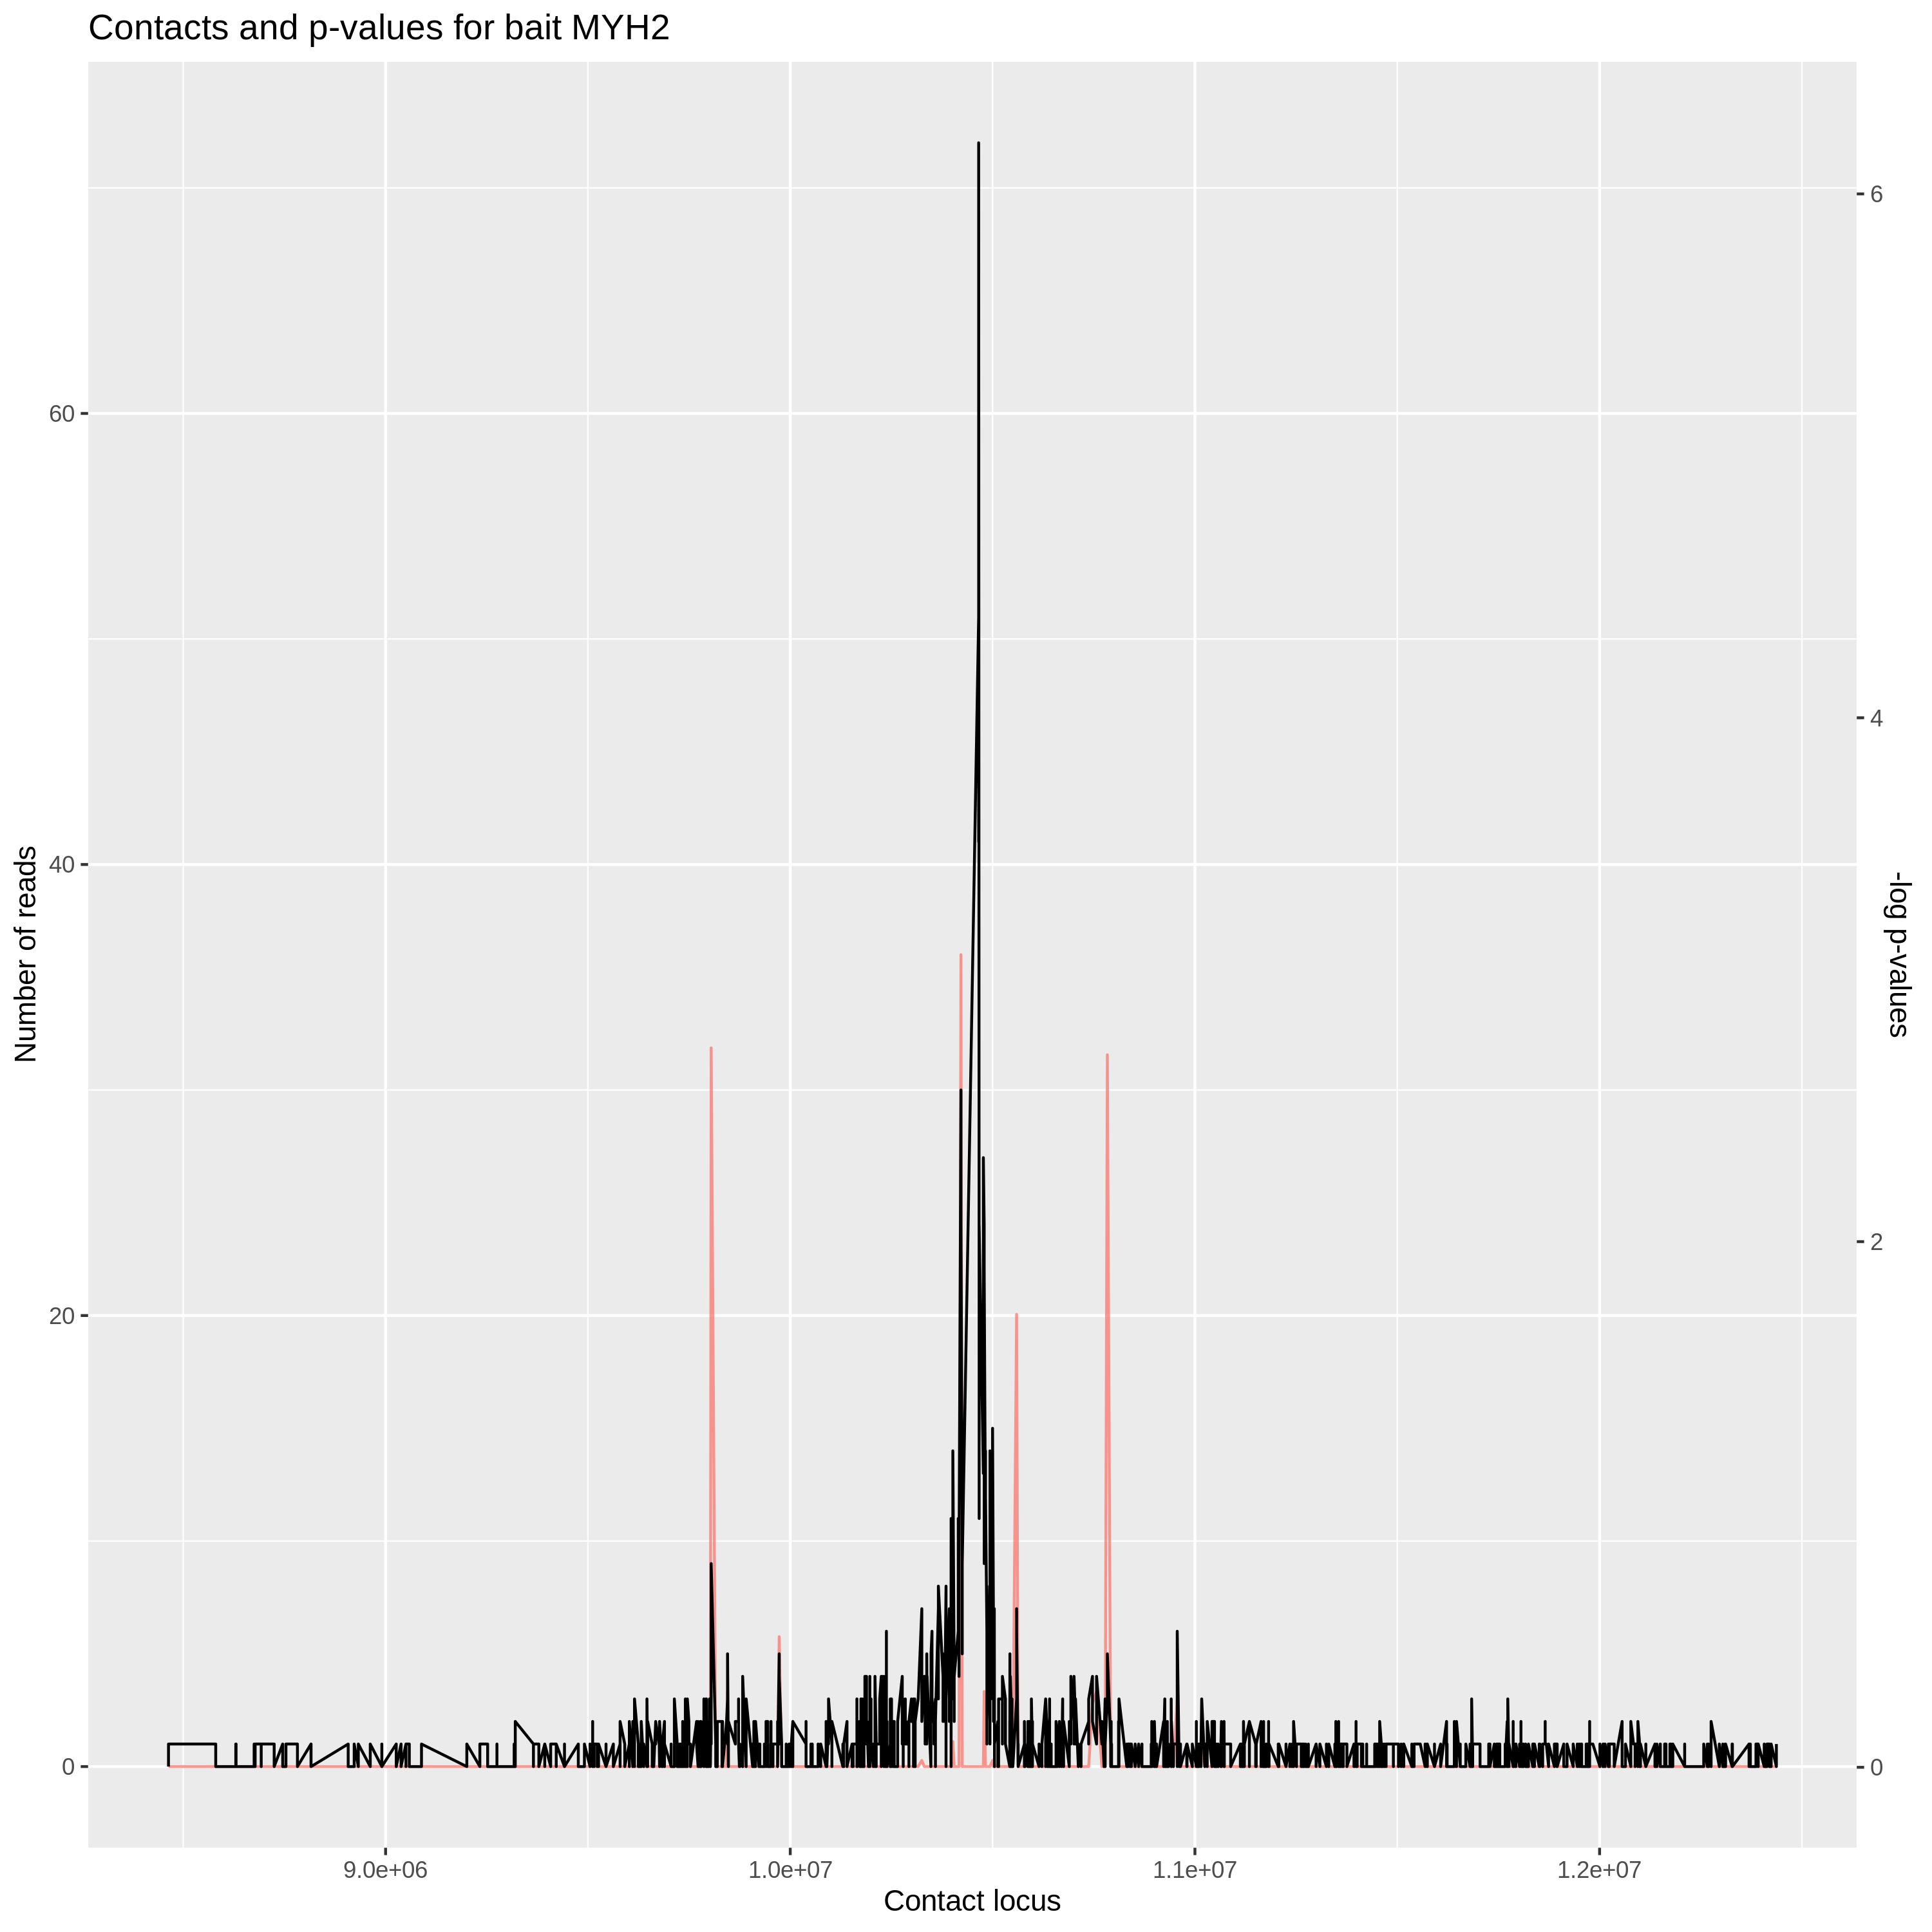 Contacts and p-values for bait MYH2
60
40
20
0
6
4
2
0
Number of reads
-log p-values
9.0e+06 1.0e+07 1.1e+07 1.2e+07
Contact locus